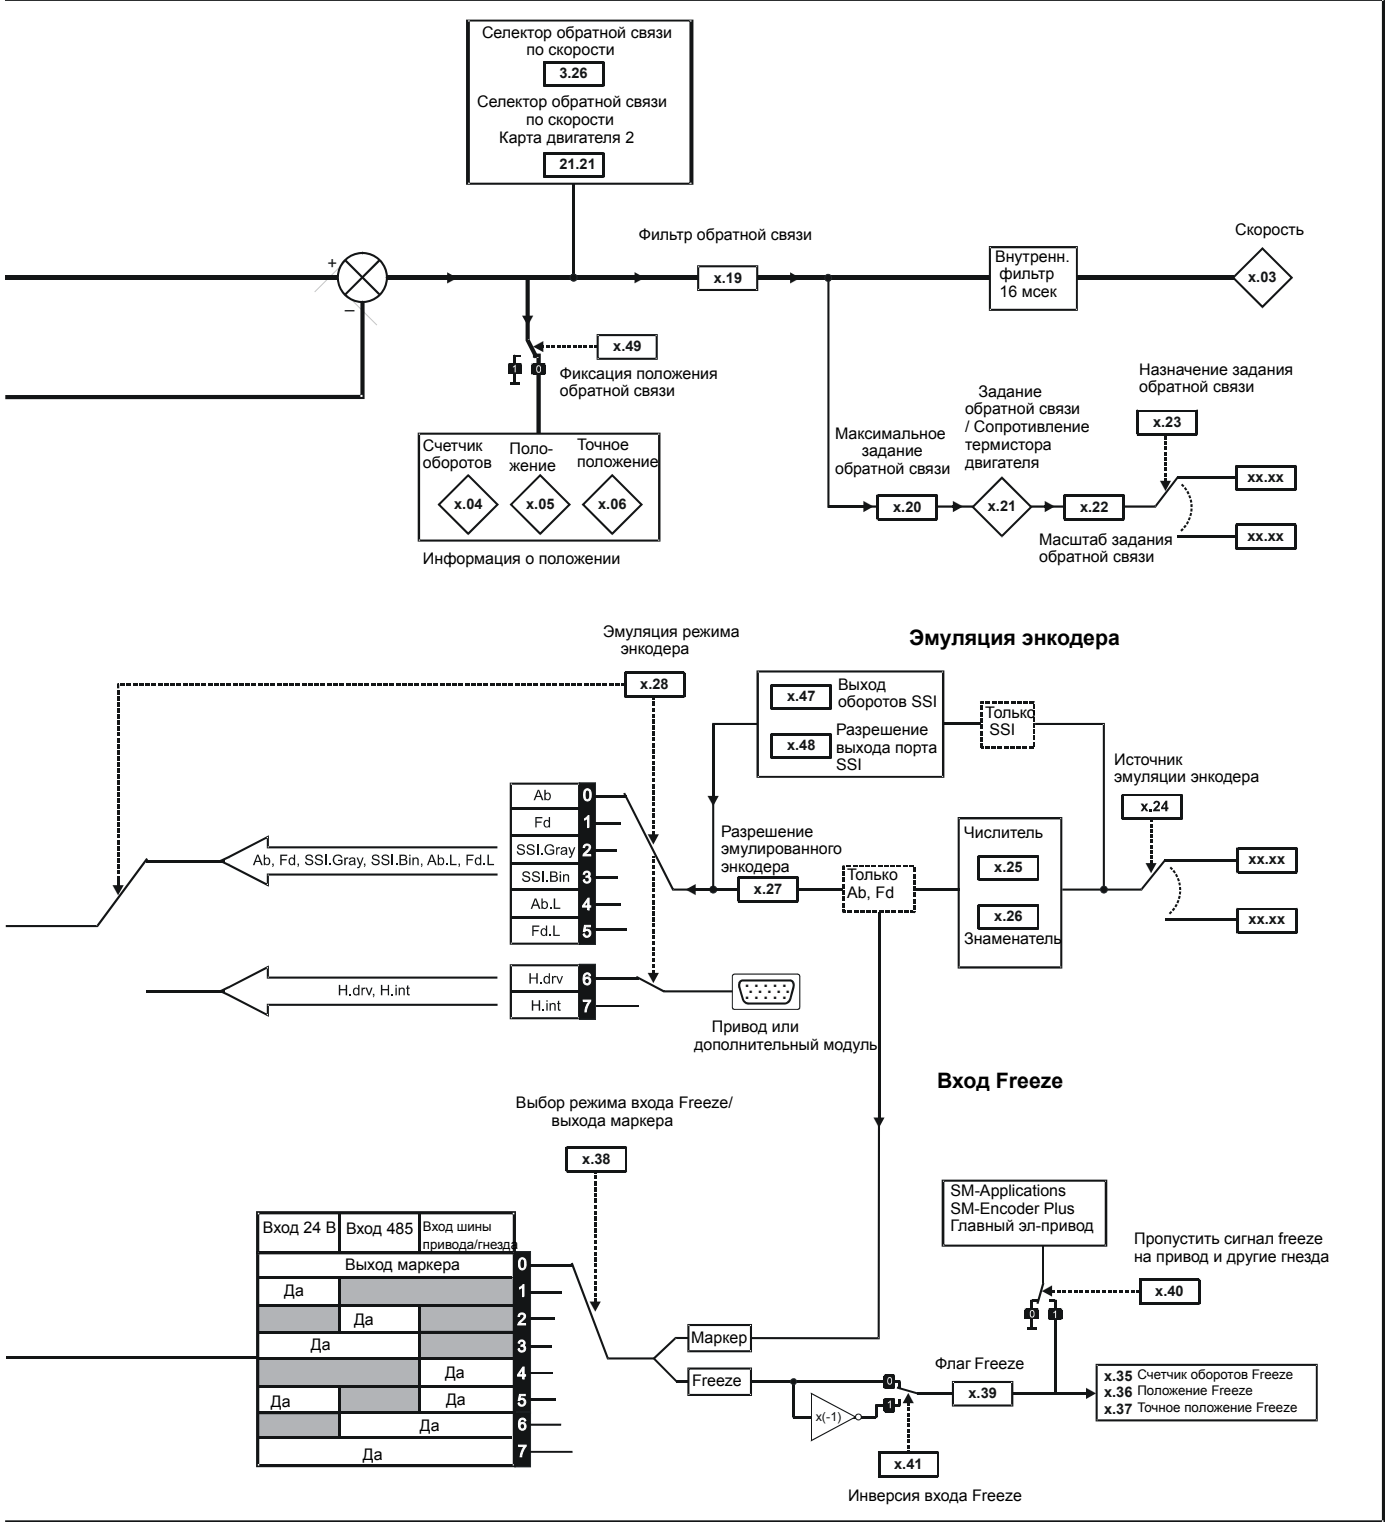 Селектор обратной связи
по скорости
3.26
Селектор обратной связи
по скорости
Карта двигателя 2
21.21
Фильтр обратной связи
Скорость
+
–
x.19
Внутренн.
фильтр
16 мсек
x.03
x.49
1
0
Фиксация положения
обратной связи
Счетчик
оборотов
Поло-
жение
Точное
положение
x.04
x.05
x.06
Информация о положении
Максимальное
задание
обратной связи
Задание
обратной связи
/ Сопротивление
термистора
двигателя
Назначение задания
обратной связи
x.23
x.20
x.21
x.22
xx.xx
xx.xx
Масштаб задания
обратной связи
Эмуляция режима
энкодера
Эмуляция энкодера
x.28
x.47
Выход
оборотов SSI
x.48
Разрешение
выхода порта
SSI
Только
SSI
Источник
эмуляции энкодера
x.24
Ab 0
Fd 1
SSI.Gray 2
SSI.Bin 3
Ab.L 4
Fd.L 5
Ab, Fd, SSI.Gray, SSI.Bin, Ab.L, Fd.L
Разрешение
эмулированного
энкодера
x.27
Только
Ab, Fd
Числитель
x.25
x.26
Знаменатель
xx.xx
xx.xx
H.drv 6
H.int 7
H.drv, H.int
Привод или
дополнительный модуль
Вход Freeze
Выбор режима входа Freeze/
выхода маркера
x.38
SM-Applications
SM-Encoder Plus
Главный эл-привод
Пропустить сигнал freeze
на привод и другие гнезда
x.40
0
1
Вход 24 В
Вход 485
Вход шины
привода/гнезда
Выход маркера 0
Да 1
Да 2
Да 3
Да 4
Да Да 5
Да 6
Да 7
Маркер
Freeze
x(-1)
0
1
Флаг Freeze
x.39
x.35 Счетчик оборотов Freeze
x.36 Положение Freeze
x.37 Точное положение Freeze
x.41
Инверсия входа Freeze